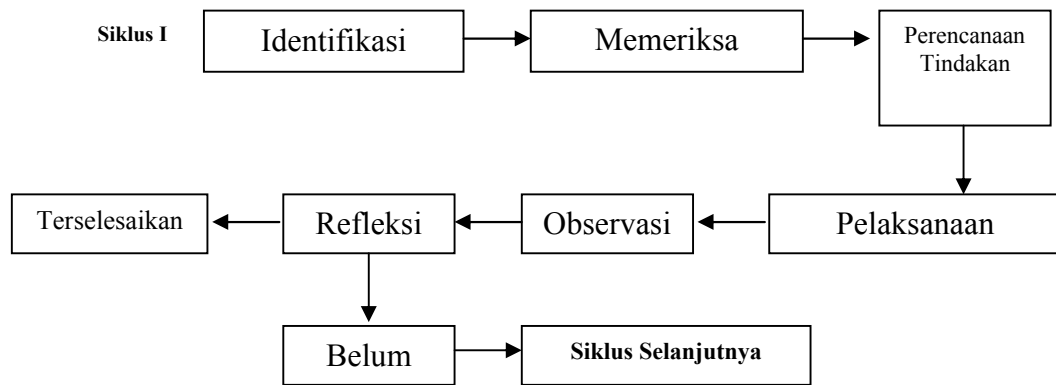 Siklus I
Identifikasi
Memeriksa
Perencanaan
Tindakan
Pelaksanaan
Observasi
Refleksi
Terselesaikan
Belum
Siklus Selanjutnya